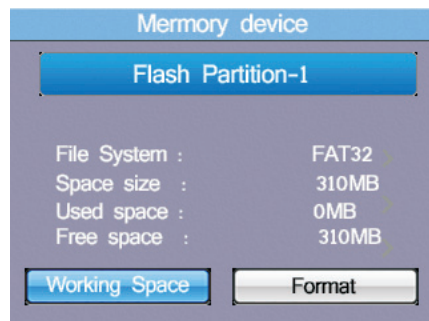 Mermory device
Flash Partition-1
File System : FAT32
Space size : 310MB
Used space : 0MB
Free space : 310MB
Working Space Format